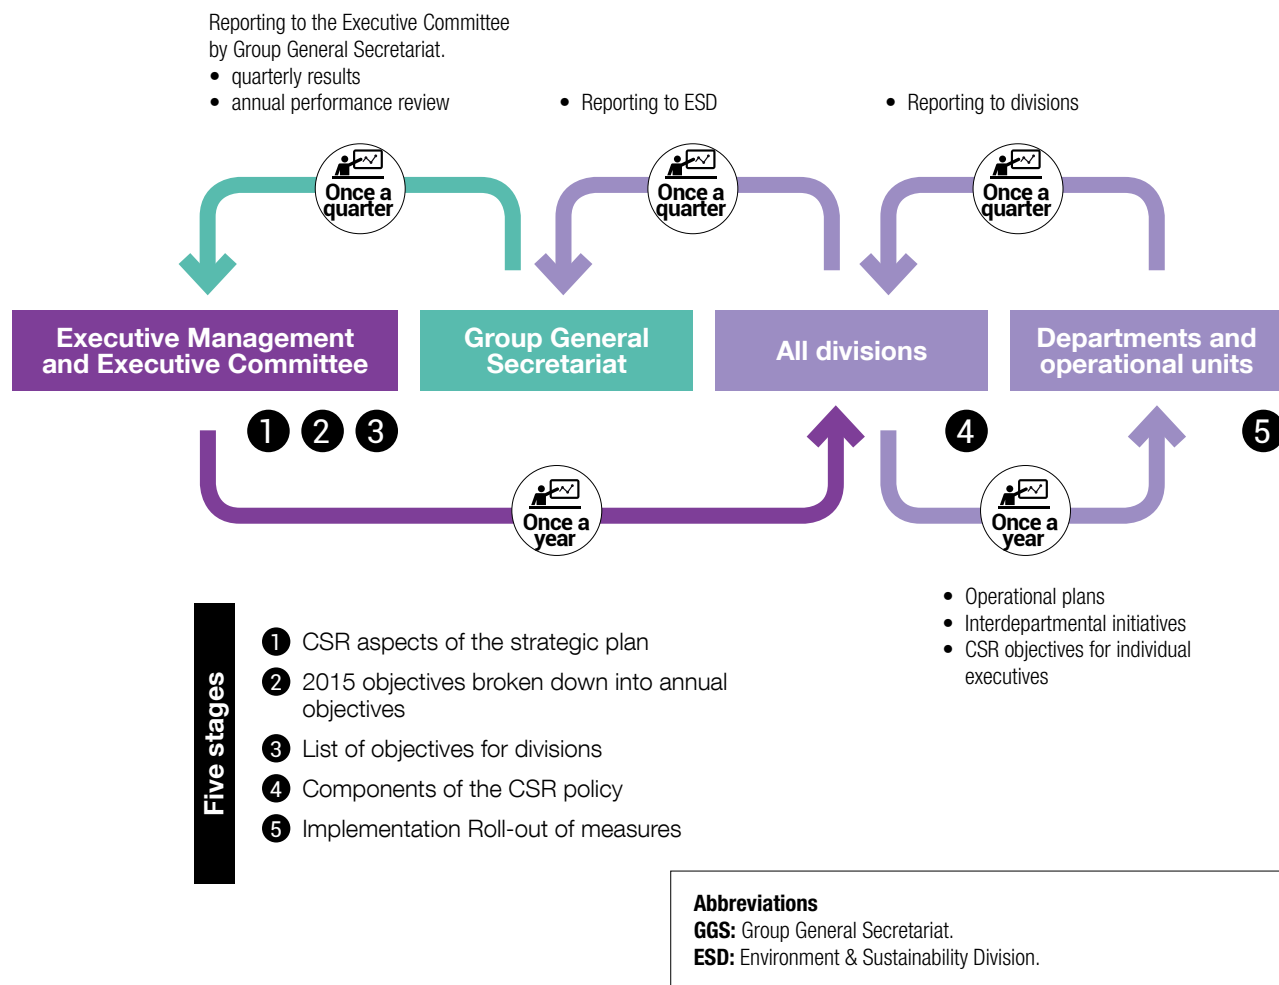 Reporting to the Executive Committee
by Group General Secretariat.
• quarterly results
• annual performance review
• Reporting to ESD
• Reporting to divisions
Once a
quarter
Once a
quarter
Once a
quarter
Executive Management
and Executive Committee
Group General
Secretariat
All divisions
Departments and
operational units
1 2 3
4
5
Once a
year
Once a
year
• Operational plans
• Interdepartmental initiatives
• CSR objectives for individual
executives
Five stages
1 CSR aspects of the strategic plan
2 2015 objectives broken down into annual
objectives
3 List of objectives for divisions
4 Components of the CSR policy
5 Implementation Roll-out of measures
Abbreviations
GGS: Group General Secretariat.
ESD: Environment & Sustainability Division.